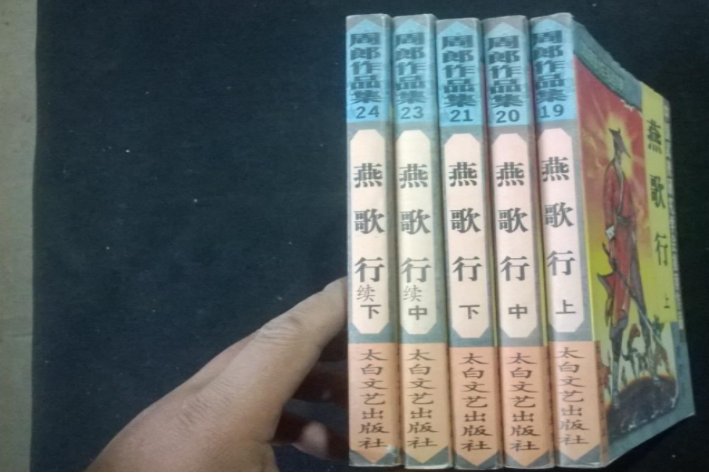 周郎作品集
24
燕歌行
续
下
太白文艺出版社
周郎作品集
23
燕歌行
续
中
太白文艺出版社
周郎作品集
21
燕歌行
下
太白文艺出版社
周郎作品集
20
燕歌行
中
太白文艺出版社
周郎作品集
19
燕歌行
上
太白文艺出版社
燕歌行
上